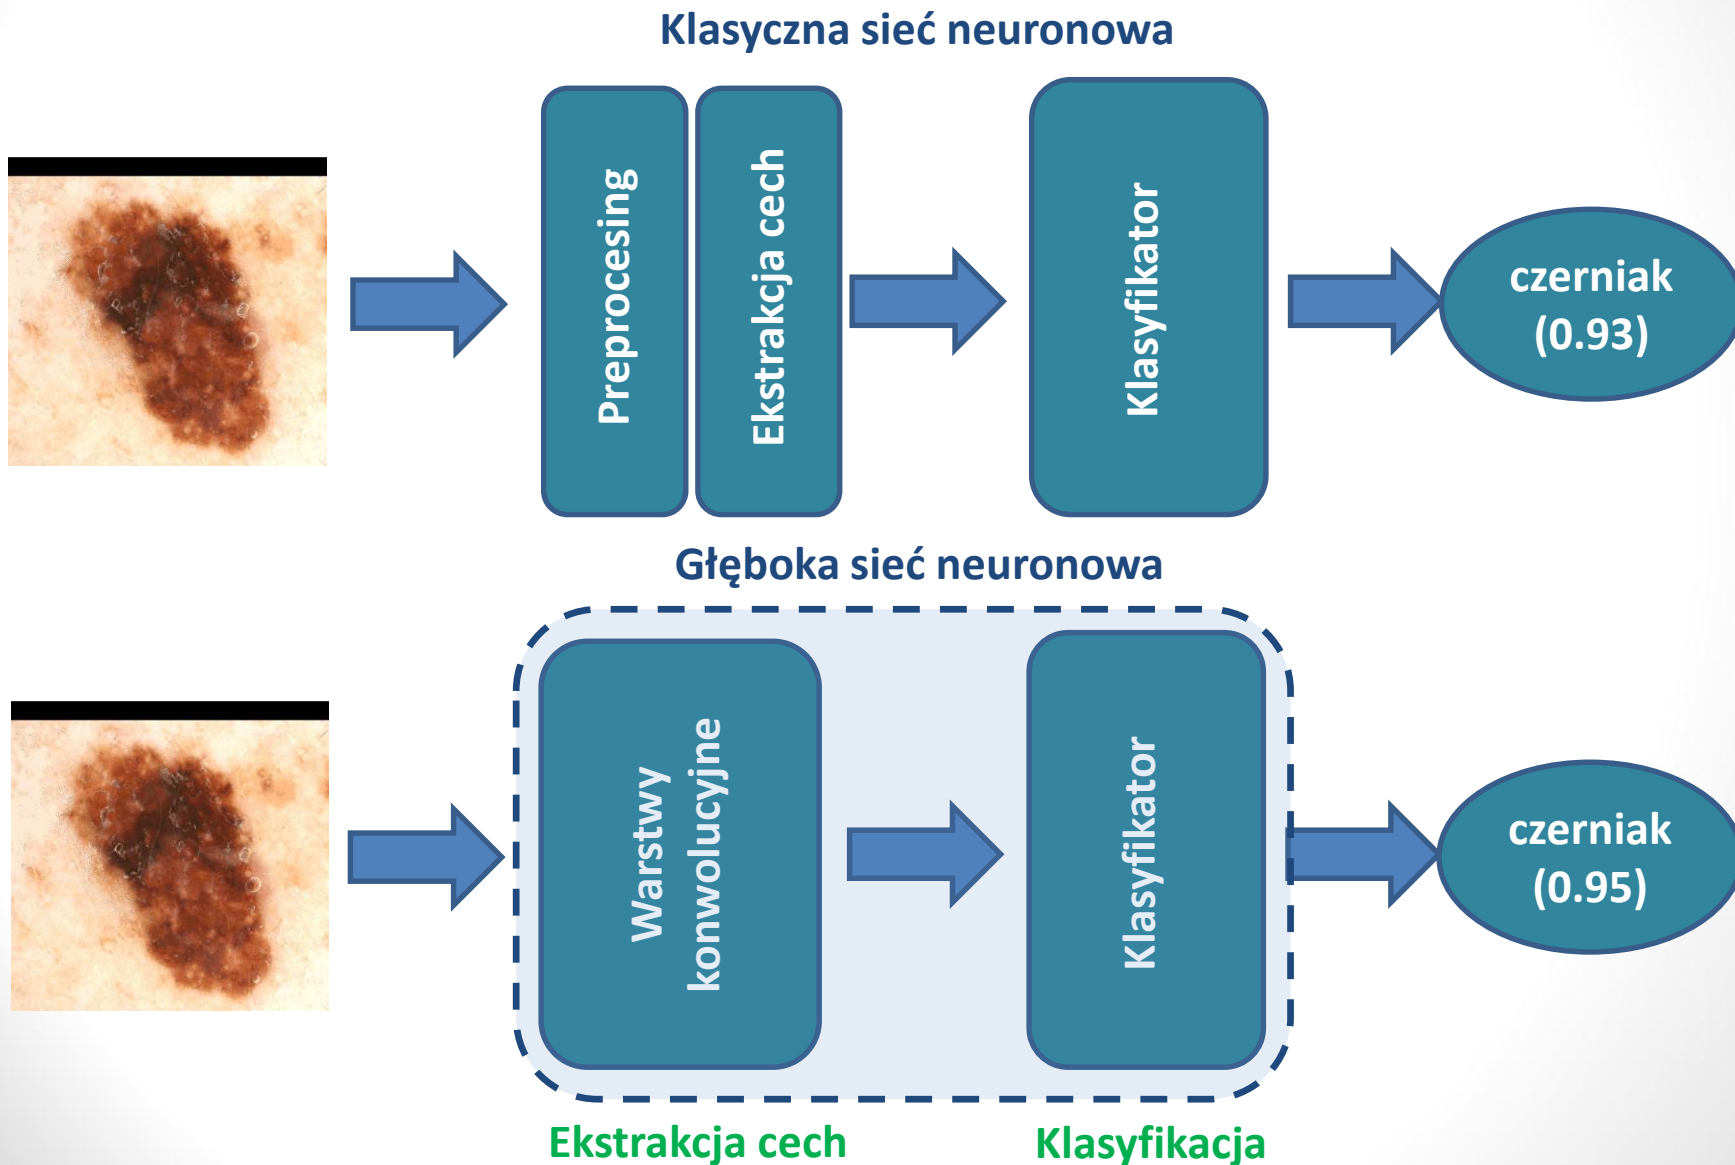 Klasyczna sieć neuronowa
Preprocesing
Ekstrakcja cech
Klasyfikator
czerniak
(0.93)
Głęboka sieć neuronowa
Warstwy
konwolucyjne
Klasyfikator
czerniak
(0.95)
Ekstrakcja cech
Klasyfikacja